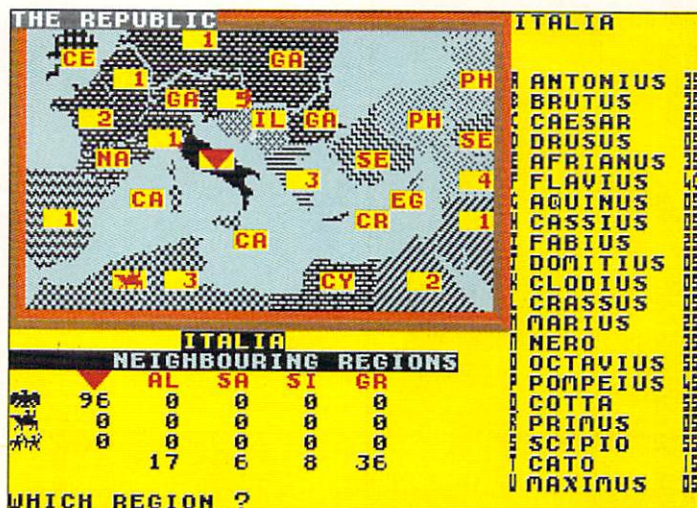 THE REPUBLIC
CE 1 GA
1 GA 5 PH
2 IL GA PH
1 SE
NA SE
3 4
CA EG
1 CR 1
CA
3 CY 2
ITALIA
NEIGHBOURING REGIONS
AL SA SI GR
96 0 0 0 0
0 0 0 0 0
0 0 0 0 0
17 6 8 36
WHICH REGION ?
ITALIA
A ANTONIUS
B BRUTUS
C CAESAR
D DRUSUS
E AFRIANUS
F FLAVIUS
G AQUINUS
H CASSIUS
I FABIUS
DOMITIUS
K CLODIUS
L CRASSUS
M MARIUS
N NERO
O OCTAVIUS
P POMPEIUS
Q COTTA
R PRIMUS
S SCIPIO
T CATO
U MAXIMUS